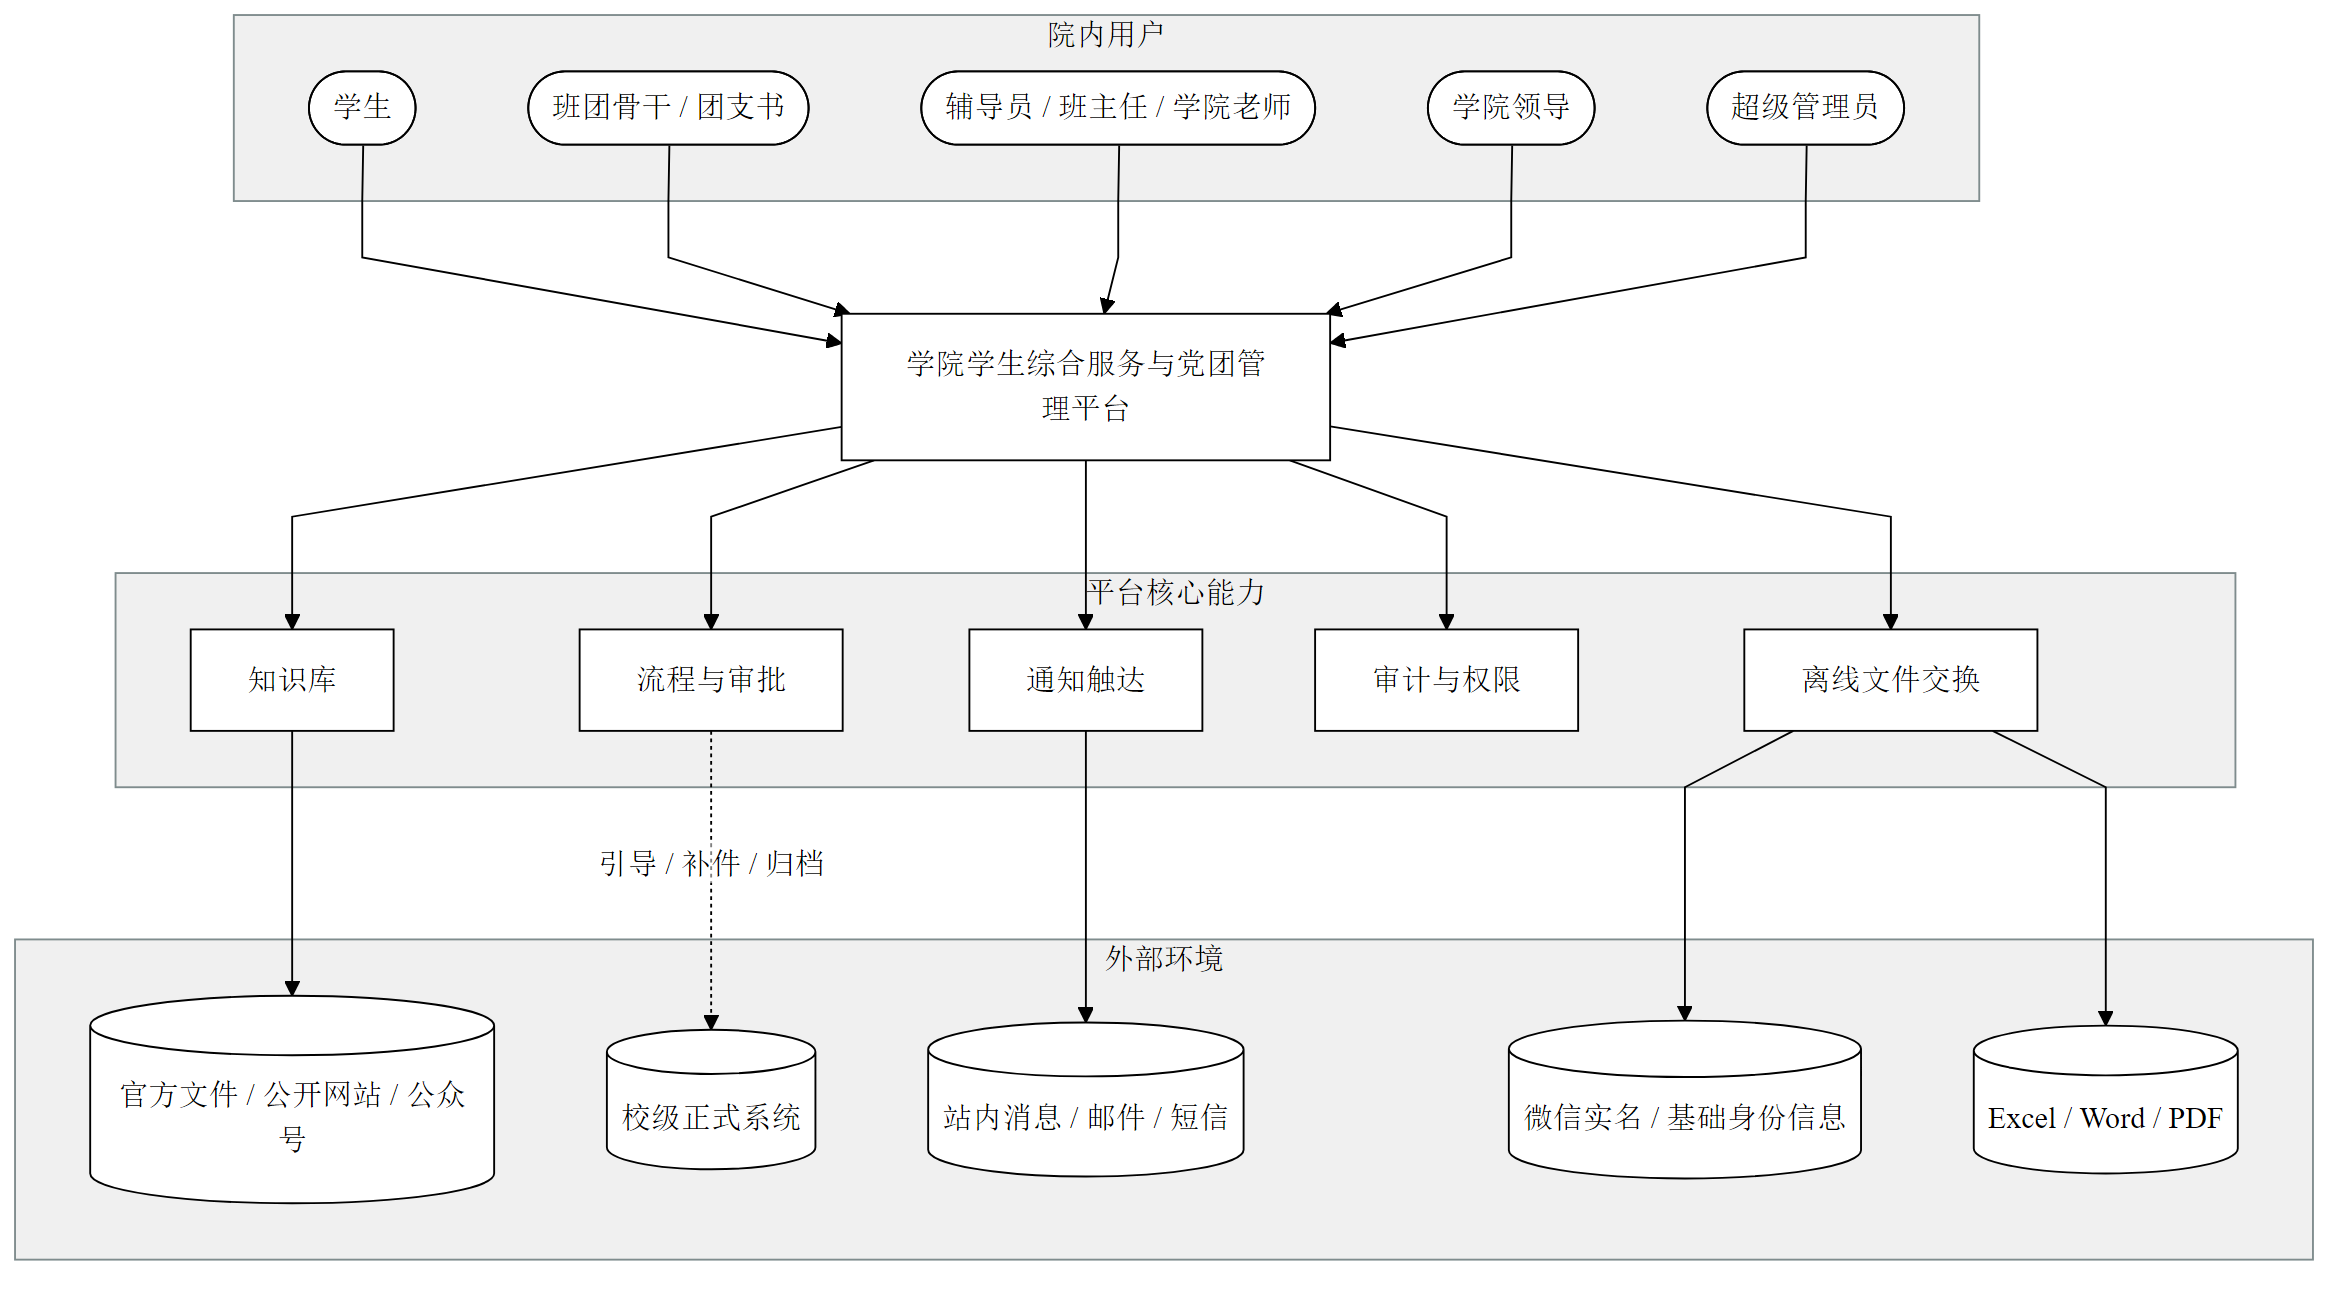 院内用户
学生
班团骨干 / 团支书
辅导员 / 班主任 / 学院老师
学院领导
超级管理员
学院学生综合服务与党团管
理平台
平台核心能力
知识库
流程与审批
通知触达
审计与权限
离线文件交换
引导 / 补件 / 归档
外部环境
官方文件 / 公开网站 / 公众
号
校级正式系统
站内消息 / 邮件 / 短信
微信实名 / 基础身份信息
Excel / Word / PDF